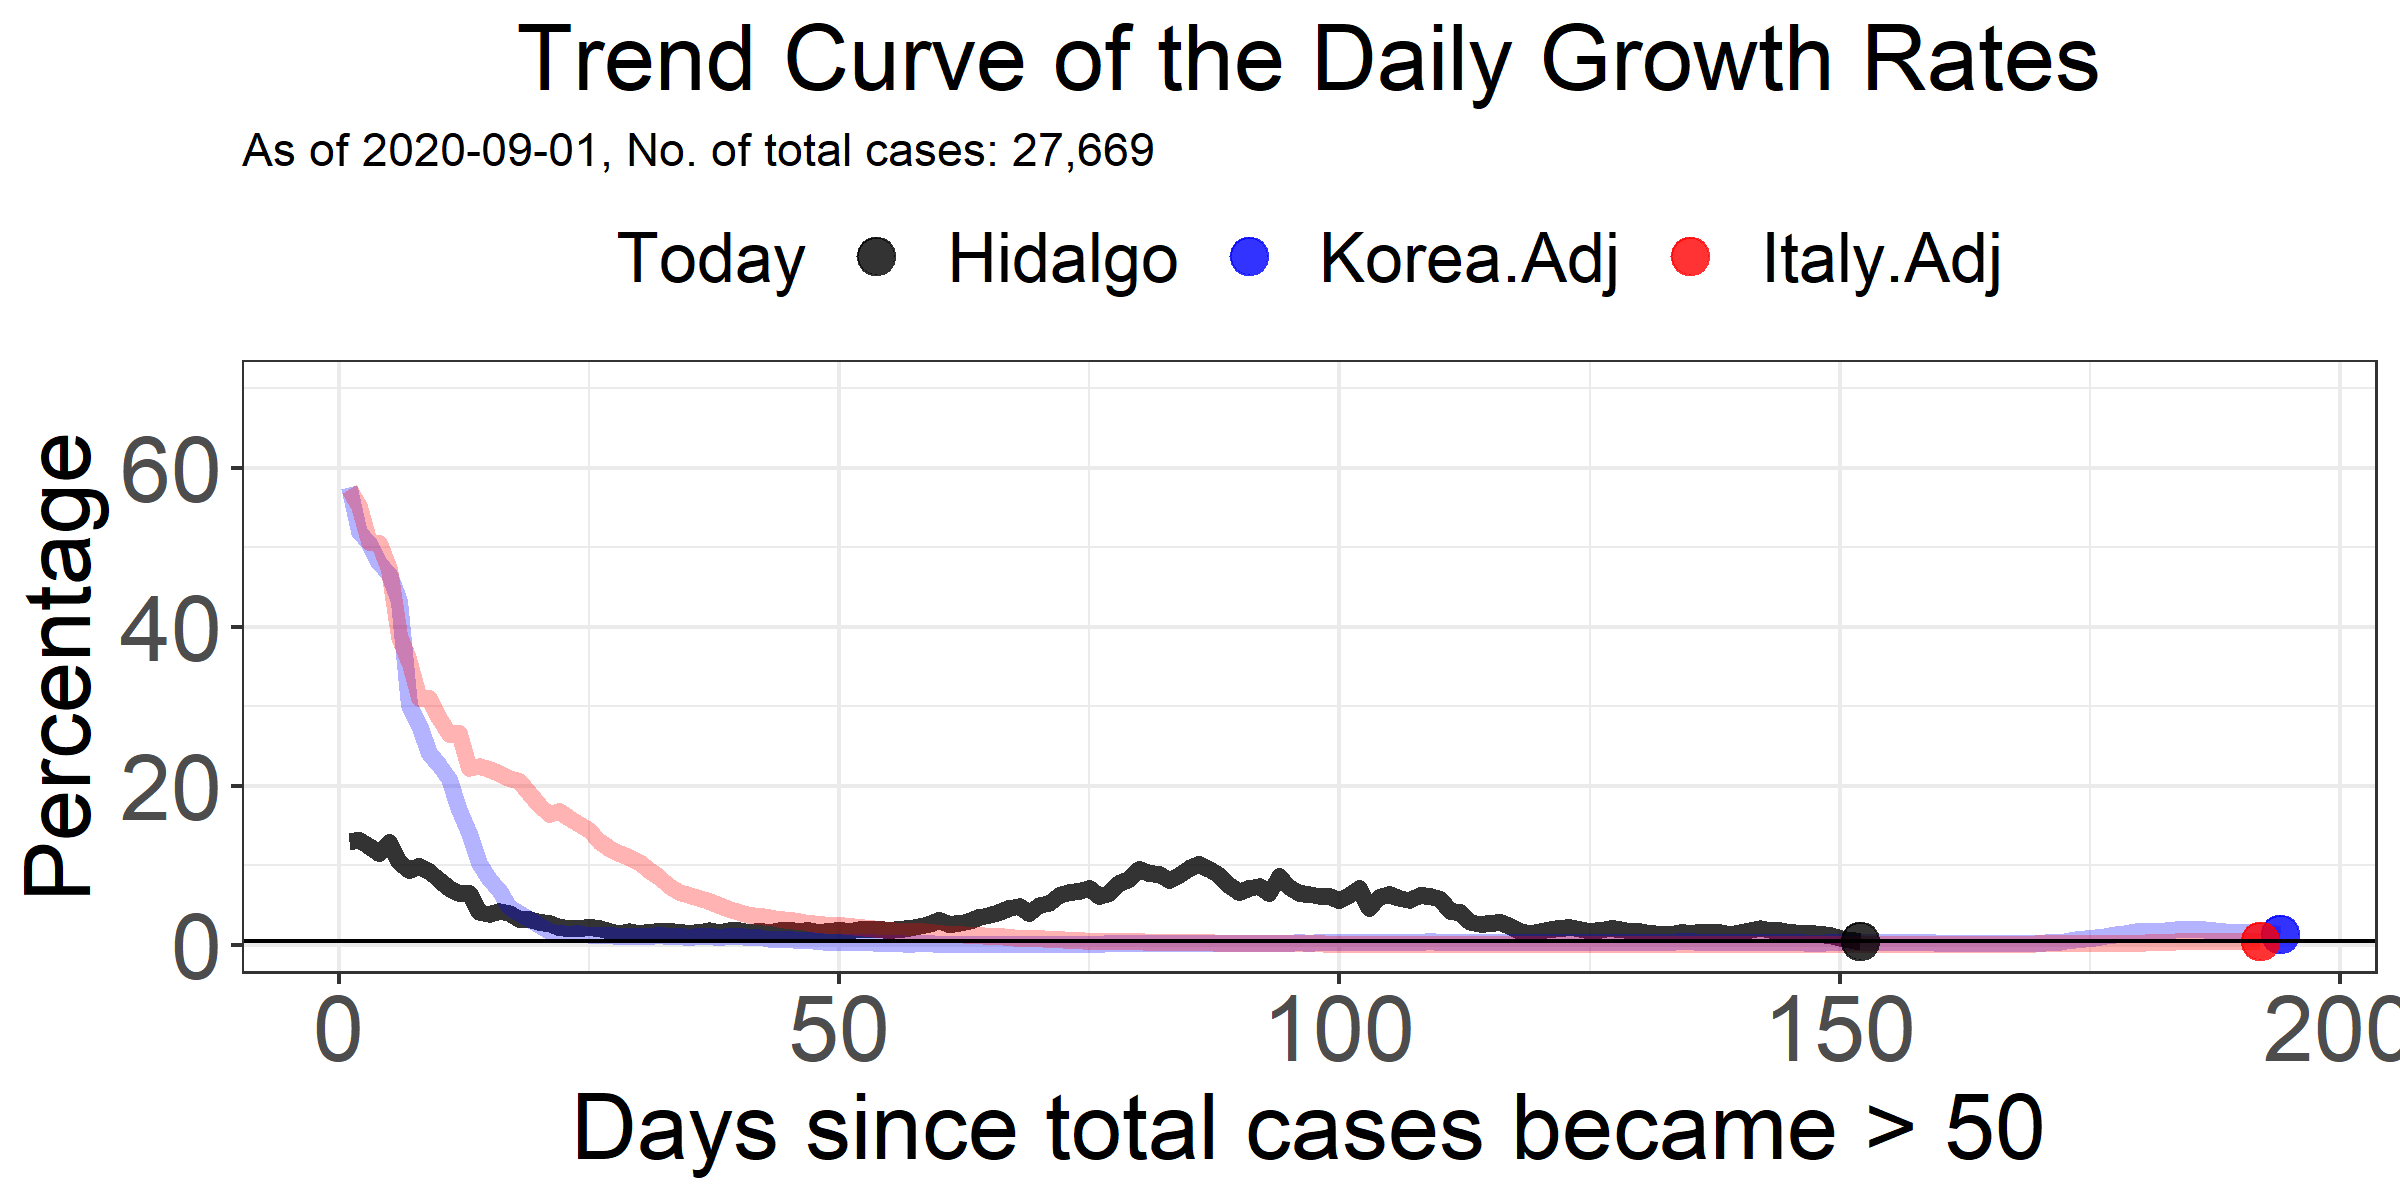 Trend Curve of the Daily Growth Rates
As of 2020-09-01, No. of total cases: 27,669
Today Hidalgo Korea.Adj Italy.Adj
Percentage
60
40
20
0
0 50 100 150 200
Days since total cases became > 50